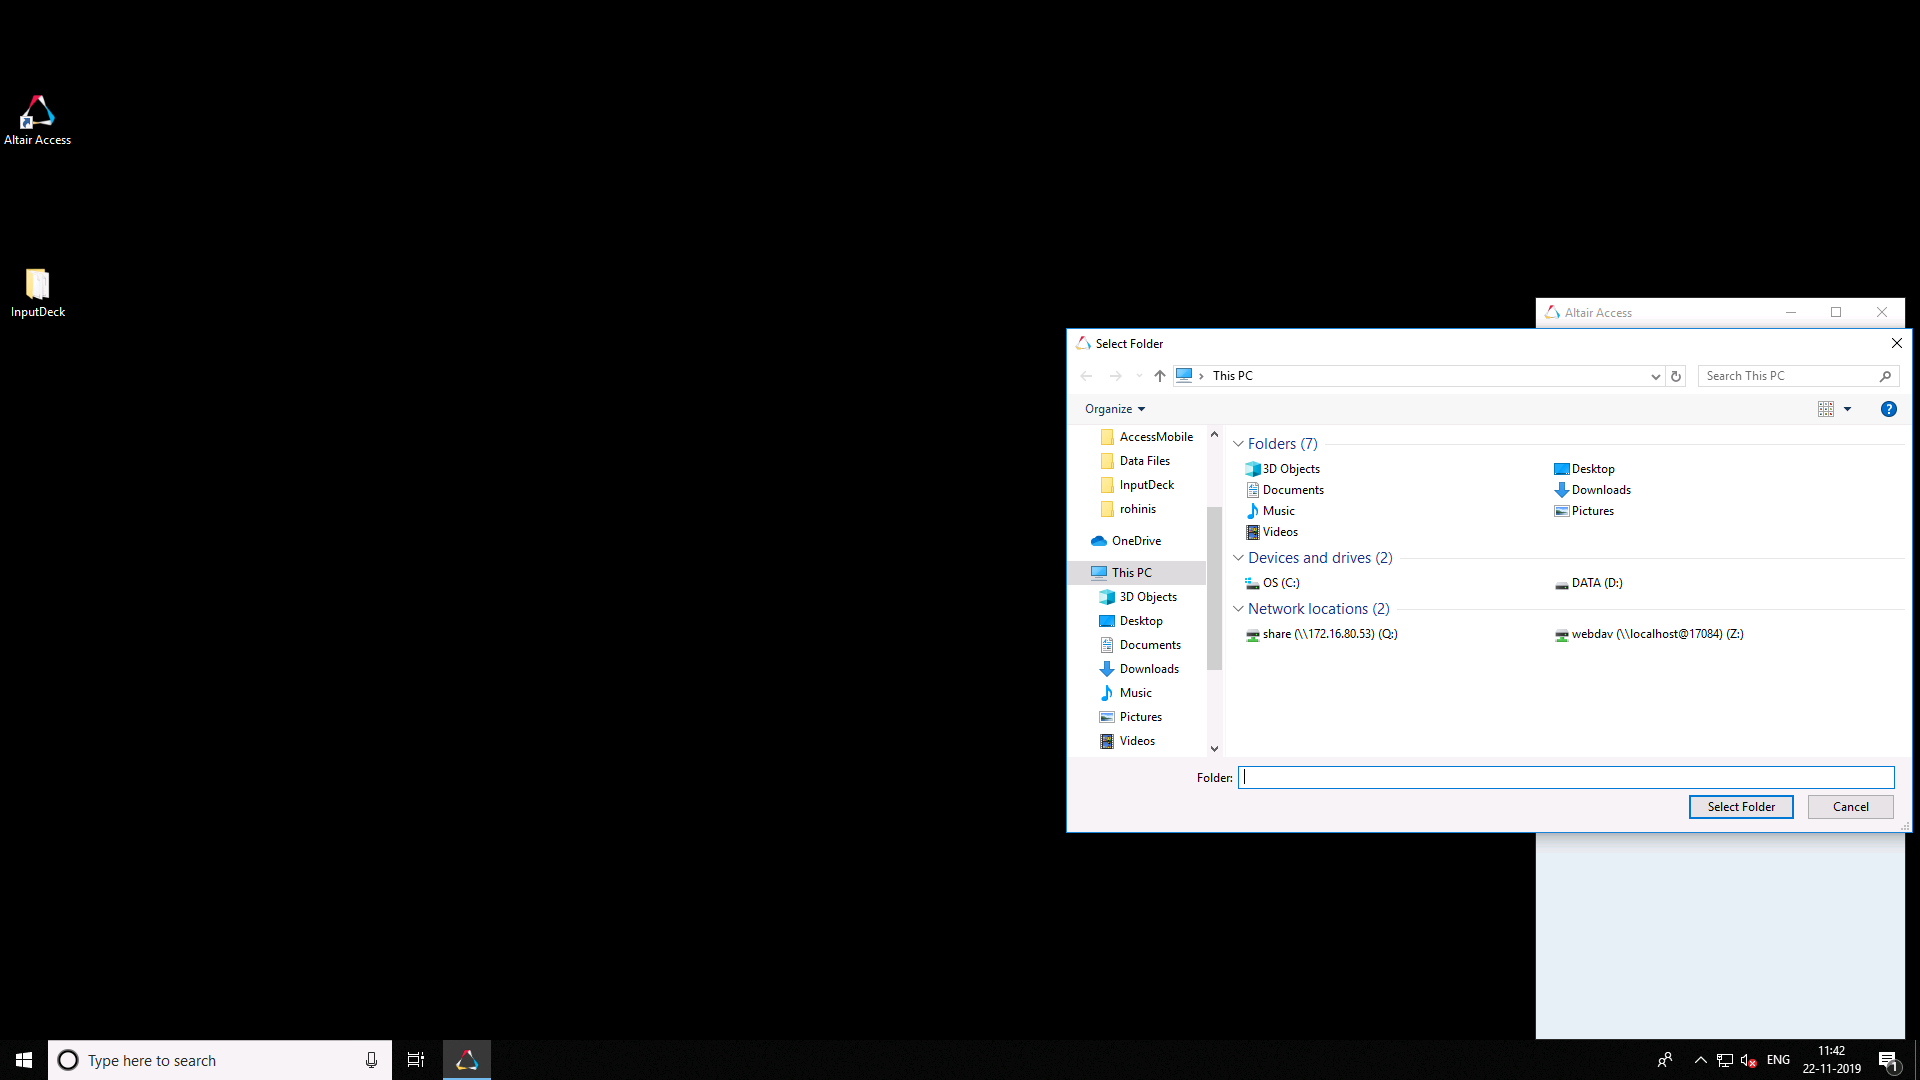 Altair Access
InputDeck
Altair Access
Select Folder
This PC
Search This PC
Organize
AccessMobile
Data Files
InputDeck
rohinis
OneDrive
This PC
3D Objects
Desktop
Documents
Downloads
Music
Pictures
Videos
Folders (7)
3D Objects
Desktop
Documents
Downloads
Music
Pictures
Videos
Devices and drives (2)
OS (C:)
DATA (D:)
Network locations (2)
share (\\172.16.80.53) (Q:)
webdav (\\localhost@17084) (Z:)
Folder:
Select Folder
Cancel
Type here to search
ENG
11:42
22-11-2019
1